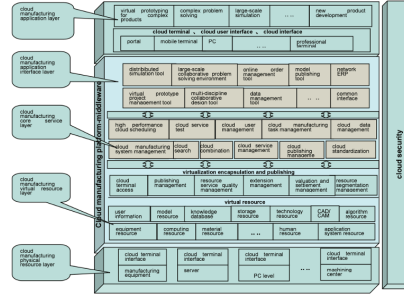 cloud
manufacturing
application layer
virtual prototyping
products
complex
complex problem
solving
large-scale
simulation
.. ..
new product
development
cloud terminal 、 cloud user interface 、 cloud interface
portal
mobile terminal
PC
.. ..
professional
terminal
cloud
manufacturing
application
interface layer
distributed
simulation tool
large-scale
collaborative problem
solving environment
online order
management
tool
model
publishing
tool
network
ERP
virtual prototype
project
management tool
multi-discipline
collaborative
design tool
data
management
tool
.. ..
common
interface
cloud
manufacturing
core service
layer
high performance
cloud scheduling
cloud service
test
cloud user
management
cloud manufacturing
task management
cloud data
management
cloud manufacturing
system management
cloud
search
cloud
cloud service
management
cloud
publishing
cloud
standardization
cloud
manufacturing
virtual resource
layer
virtualization encapsulation and publishing
cloud terminal
access
publishing
management
resource
service quality
management
extension
management
valuation and
settlement
management
resource
segmentation
management
virtual resource
user
information
model
resource
knowledge
database
storage
resource
technology
resource
CAD/
CAM
algorithm
resource
equipment
resource
computing
resource
material
resource
.. ..
human
resource
application
system resource
cloud
manufacturing
physical
resource layer
cloud terminal
interface
manufacturing
equipment
cloud terminal
interface
server
cloud terminal
interface
PC level
.. ..
cloud terminal
interface
machining
center
Cloud manufacturing platform-middleware
cloud security